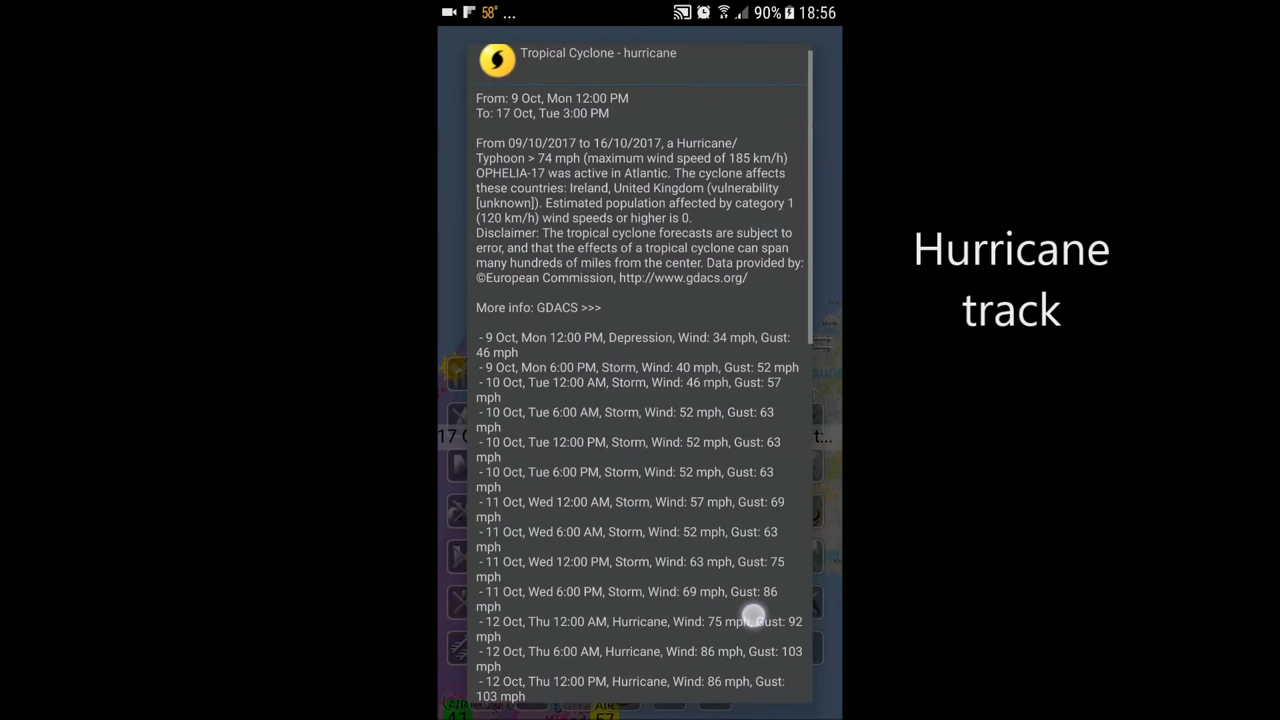 58° ... 90% 18:56
Tropical Cyclone - hurricane
From: 9 Oct, Mon 12:00 PM
To: 17 Oct, Tue 3:00 PM
From 09/10/2017 to 16/10/2017, a Hurricane/
Typhoon > 74 mph (maximum wind speed of 185 km/h)
OPHELIA-17 was active in Atlantic. The cyclone affects
these countries: Ireland, United Kingdom (vulnerability
[unknown]). Estimated population affected by category 1
(120 km/h) wind speeds or higher is 0.
Disclaimer: The tropical cyclone forecasts are subject to
error, and that the effects of a tropical cyclone can span
many hundreds of miles from the center. Data provided by:
©European Commission, http://www.gdacs.org/
More info: GDACS >>>
- 9 Oct, Mon 12:00 PM, Depression, Wind: 34 mph, Gust:
46 mph
- 9 Oct, Mon 6:00 PM, Storm, Wind: 40 mph, Gust: 52 mph
- 10 Oct, Tue 12:00 AM, Storm, Wind: 46 mph, Gust: 57
mph
- 10 Oct, Tue 6:00 AM, Storm, Wind: 52 mph, Gust: 63
mph
- 10 Oct, Tue 12:00 PM, Storm, Wind: 52 mph, Gust: 63
mph
- 10 Oct, Tue 6:00 PM, Storm, Wind: 52 mph, Gust: 63
mph
- 11 Oct, Wed 12:00 AM, Storm, Wind: 57 mph, Gust: 69
mph
- 11 Oct, Wed 6:00 AM, Storm, Wind: 52 mph, Gust: 63
mph
- 11 Oct, Wed 12:00 PM, Storm, Wind: 63 mph, Gust: 75
mph
- 11 Oct, Wed 6:00 PM, Storm, Wind: 69 mph, Gust: 86
mph
- 12 Oct, Thu 12:00 AM, Hurricane, Wind: 75 mph, Gust: 92
mph
- 12 Oct, Thu 6:00 AM, Hurricane, Wind: 86 mph, Gust: 103
mph
- 12 Oct, Thu 12:00 PM, Hurricane, Wind: 86 mph, Gust:
103 mph
Hurricane
track